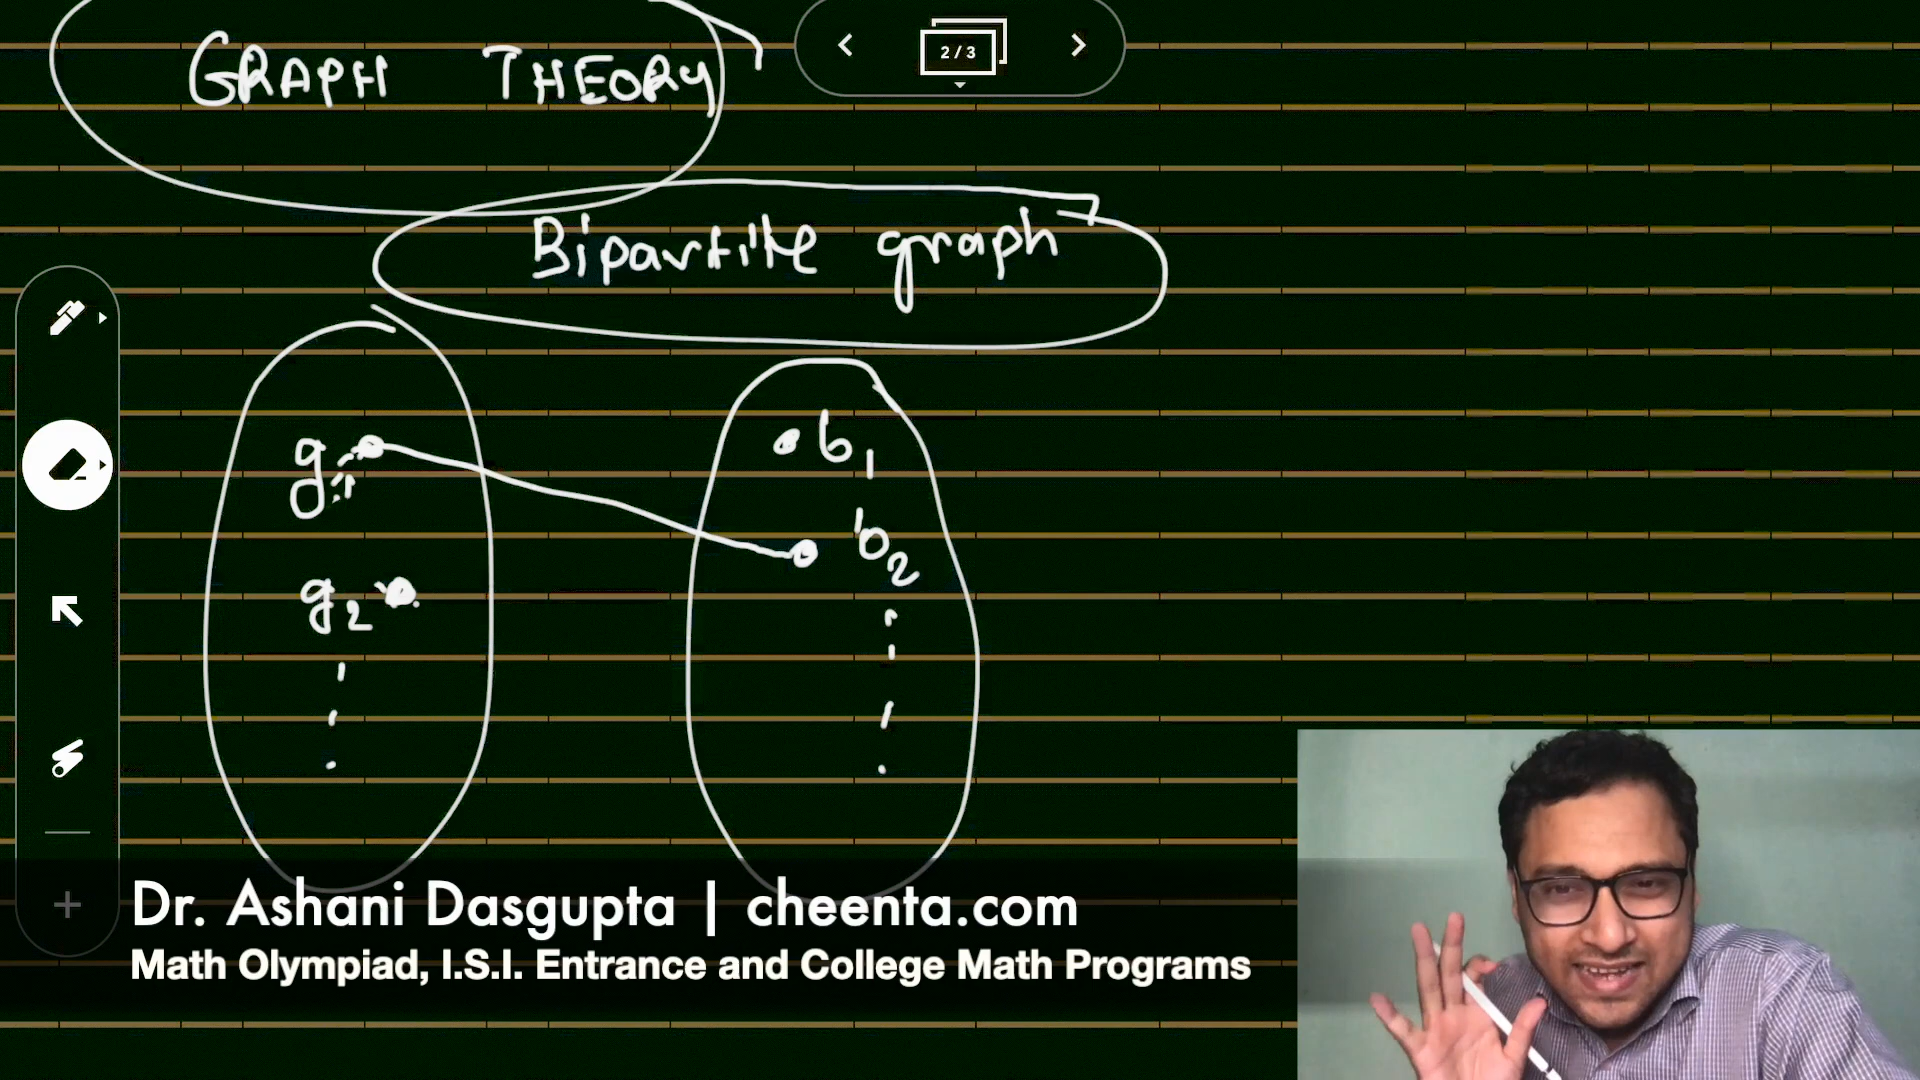 GRAPH THEORY
2/3
Bipartite graph
g1
b1
b2
g2
Dr. Ashani Dasgupta | cheenta.com
Math Olympiad, I.S.I. Entrance and College Math Programs